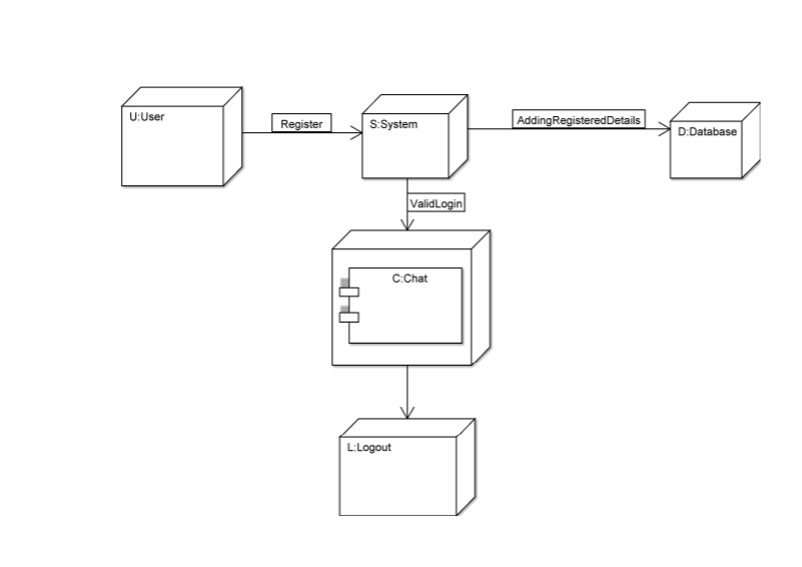 U:User
Register
S:System
AddingRegisteredDetails
D:Database
ValidLogin
C:Chat
L:Logout